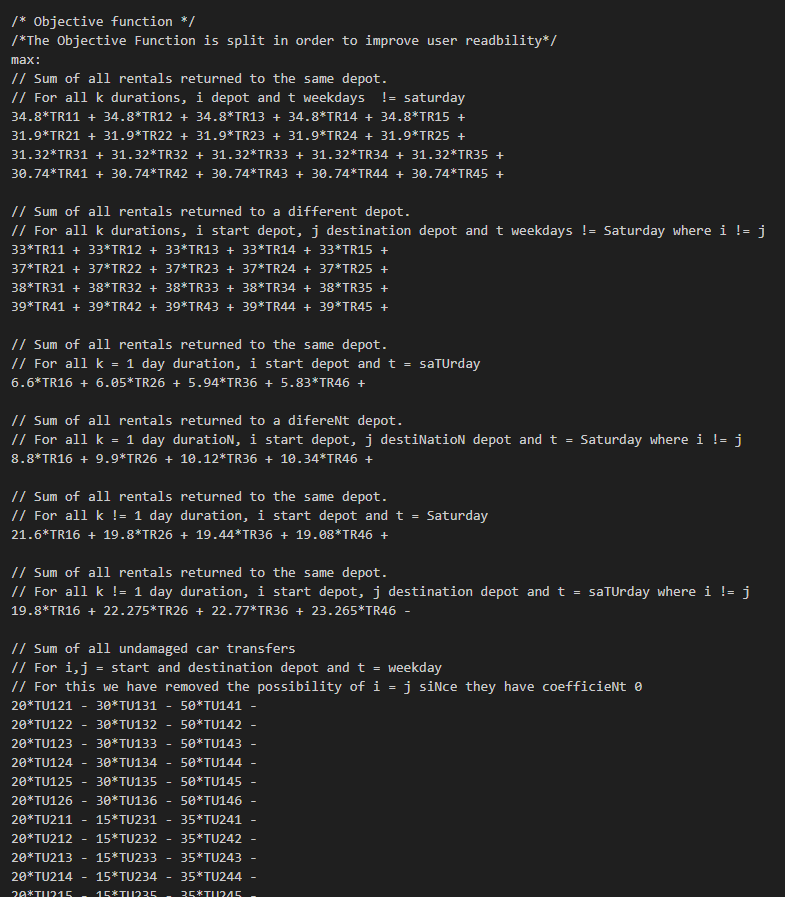 /* Objective function */
/*The Objective Function is split in order to improve user readbility*/
max:
// Sum of all rentals returned to the same depot.
// For all k durations, i depot and t weekdays  != saturday
34.8*TR11 + 34.8*TR12 + 34.8*TR13 + 34.8*TR14 + 34.8*TR15 +
31.9*TR21 + 31.9*TR22 + 31.9*TR23 + 31.9*TR24 + 31.9*TR25 +
31.32*TR31 + 31.32*TR32 + 31.32*TR33 + 31.32*TR34 + 31.32*TR35 +
30.74*TR41 + 30.74*TR42 + 30.74*TR43 + 30.74*TR44 + 30.74*TR45 +
// Sum of all rentals returned to a different depot.
// For all k durations, i start depot, j destination depot and t weekdays != Saturday where i != j
33*TR11 + 33*TR12 + 33*TR13 + 33*TR14 + 33*TR15 +
37*TR21 + 37*TR22 + 37*TR23 + 37*TR24 + 37*TR25 +
38*TR31 + 38*TR32 + 38*TR33 + 38*TR34 + 38*TR35 +
39*TR41 + 39*TR42 + 39*TR43 + 39*TR44 + 39*TR45 +
// Sum of all rentals returned to the same depot.
// For all k = 1 day duration, i start depot and t = saTUrday
6.6*TR16 + 6.05*TR26 + 5.94*TR36 + 5.83*TR46 +
// Sum of all rentals returned to a difereNt depot.
// For all k = 1 day duratioN, i start depot, j destiNatioN depot and t = Saturday where i != j
8.8*TR16 + 9.9*TR26 + 10.12*TR36 + 10.34*TR46 +
// Sum of all rentals returned to the same depot.
// For all k != 1 day duration, i start depot and t = Saturday
21.6*TR16 + 19.8*TR26 + 19.44*TR36 + 19.08*TR46 +
// Sum of all rentals returned to the same depot.
// For all k != 1 day duration, i start depot, j destination depot and t = saTUrday where i != j
19.8*TR16 + 22.275*TR26 + 22.77*TR36 + 23.265*TR46 -
// Sum of all undamaged car transfers
// For i,j = start and destination depot and t = weekday
// For this we have removed the possibility of i = j siNce they have coefficieNt 0
20*TU121 - 30*TU131 - 50*TU141 -
20*TU122 - 30*TU132 - 50*TU142 -
20*TU123 - 30*TU133 - 50*TU143 -
20*TU124 - 30*TU134 - 50*TU144 -
20*TU125 - 30*TU135 - 50*TU145 -
20*TU126 - 30*TU136 - 50*TU146 -
20*TU211 - 15*TU231 - 35*TU241 -
20*TU212 - 15*TU232 - 35*TU242 -
20*TU213 - 15*TU233 - 35*TU243 -
20*TU214 - 15*TU234 - 35*TU244 -
20*TU215 - 15*TU235 - 35*TU245 -